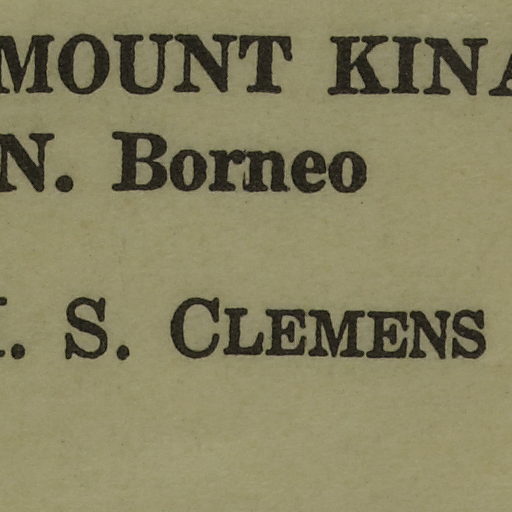 MOUNT KINA
N. Borneo
. S. CLEMENS